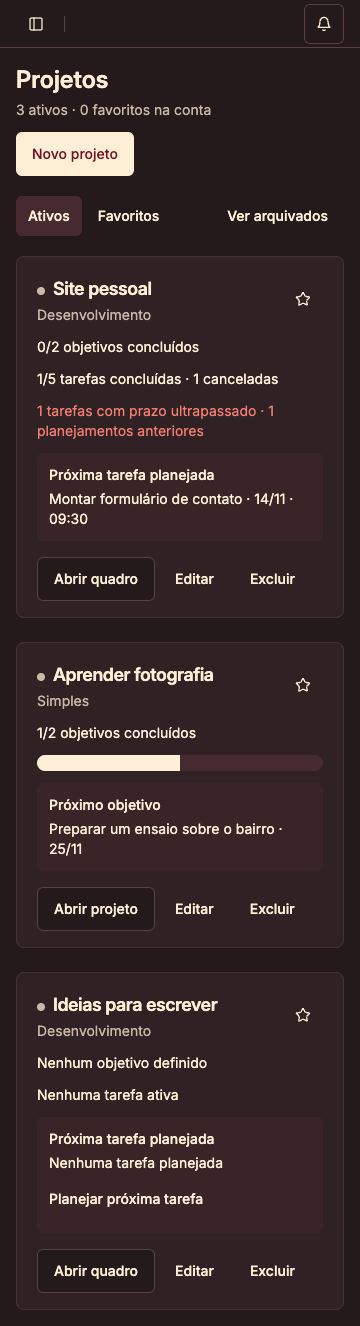 Projetos
3 ativos · 0 favoritos na conta
Novo projeto
Ativos
Favoritos
Ver arquivados
Site pessoal
Desenvolvimento
0/2 objetivos concluídos
1/5 tarefas concluídas · 1 canceladas
1 tarefas com prazo ultrapassado · 1
planejamentos anteriores
Próxima tarefa planejada
Montar formulário de contato · 14/11 ·
09:30
Abrir quadro
Editar
Excluir
Aprender fotografia
Simples
1/2 objetivos concluídos
Próximo objetivo
Preparar um ensaio sobre o bairro ·
25/11
Abrir projeto
Editar
Excluir
Ideias para escrever
Desenvolvimento
Nenhum objetivo definido
Nenhuma tarefa ativa
Próxima tarefa planejada
Nenhuma tarefa planejada
Planejar próxima tarefa
Abrir quadro
Editar
Excluir